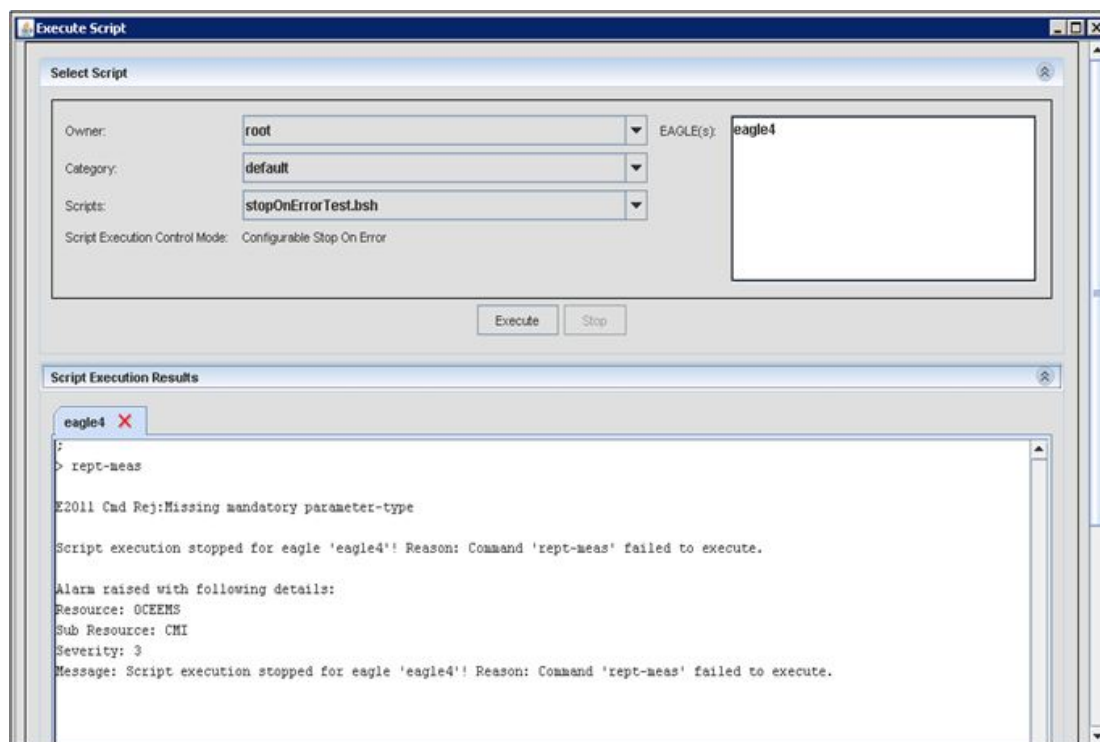 Execute Script
Select Script
Owner: root EAGLE(s): eagle4
Category: default
Scripts: stopOnErrorTest.bsh
Script Execution Control Mode: Configurable Stop On Error
Execute Stop
Script Execution Results
eagle4
;
> rept-meas
E2011 Cmd Rej:Missing mandatory parameter-type
Script execution stopped for eagle 'eagle4'! Reason: Command 'rept-meas' failed to execute.
Alarm raised with following details:
Resource: OCEEMS
Sub Resource: CMI
Severity: 3
Message: Script execution stopped for eagle 'eagle4'! Reason: Command 'rept-meas' failed to execute.